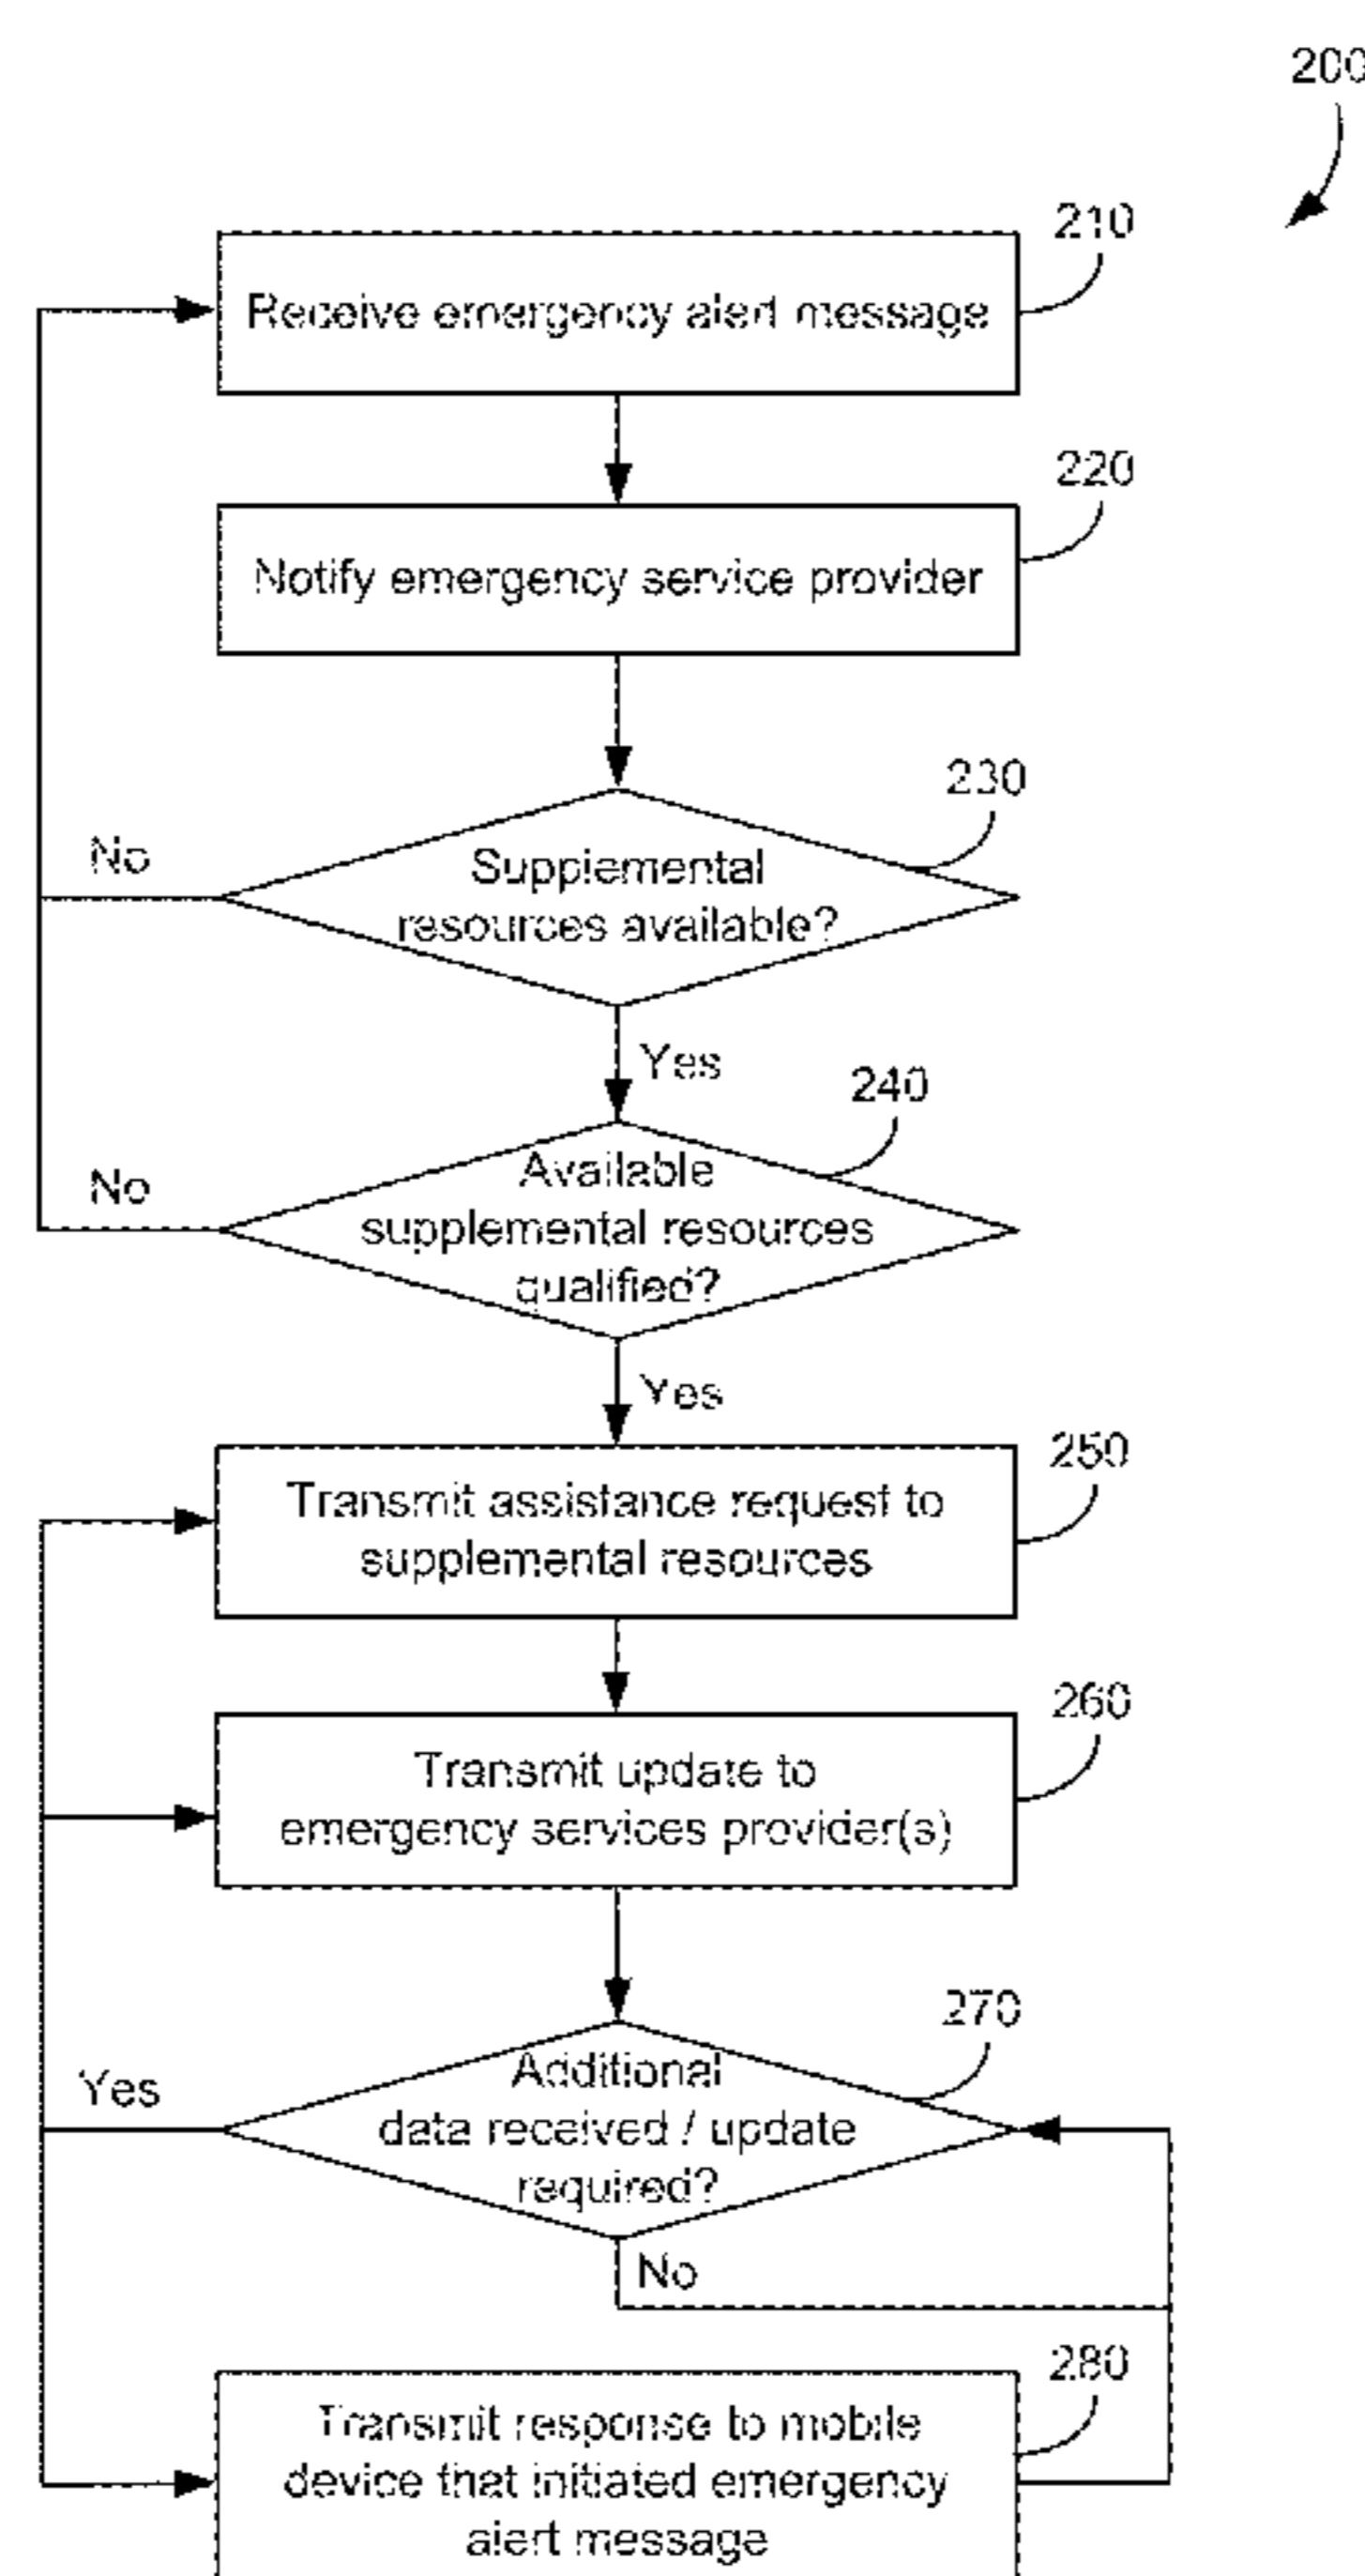 200
210
Receive emergency alert message
220
Notify emergency service provider
230
No
Supplemental
resources available?
Yes
240
No
Available
supplemental resources
qualified?
Yes
250
Transmit assistance request to
supplemental resources
260
Transmit update to
emergency services provider(s)
270
Yes
Additional
data received / update
required?
No
280
Transmit response to mobile
device that initiated emergency
alert message